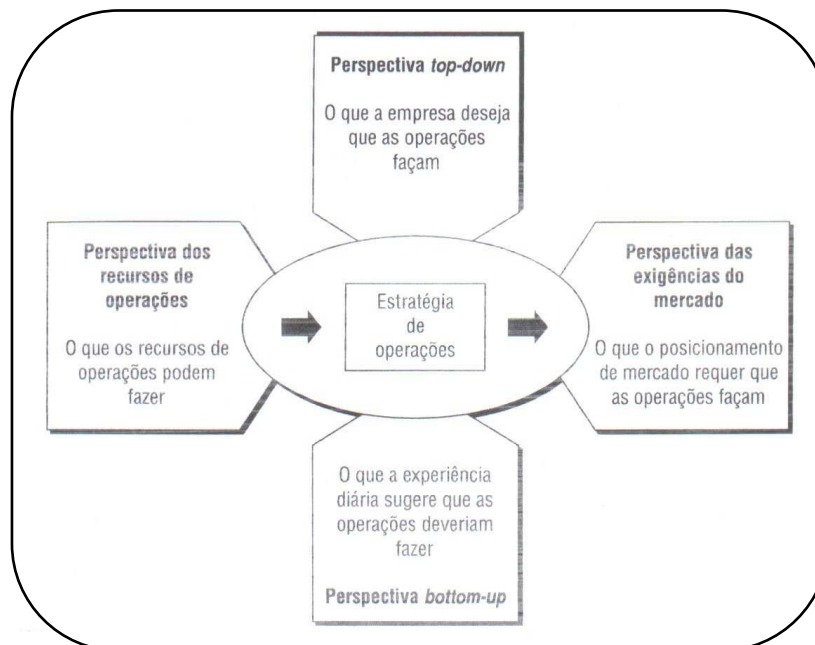 Perspectiva top-down
O que a empresa deseja
que as operações
façam
Perspectiva dos
recursos de
operações
O que os recursos de
operações podem
fazer
Estratégia
de
operações
Perspectiva das
exigências do
mercado
O que o posicionamento
de mercado requer que
as operações façam
O que a experiência
diária sugere que as
operações deveriam
fazer
Perspectiva bottom-up